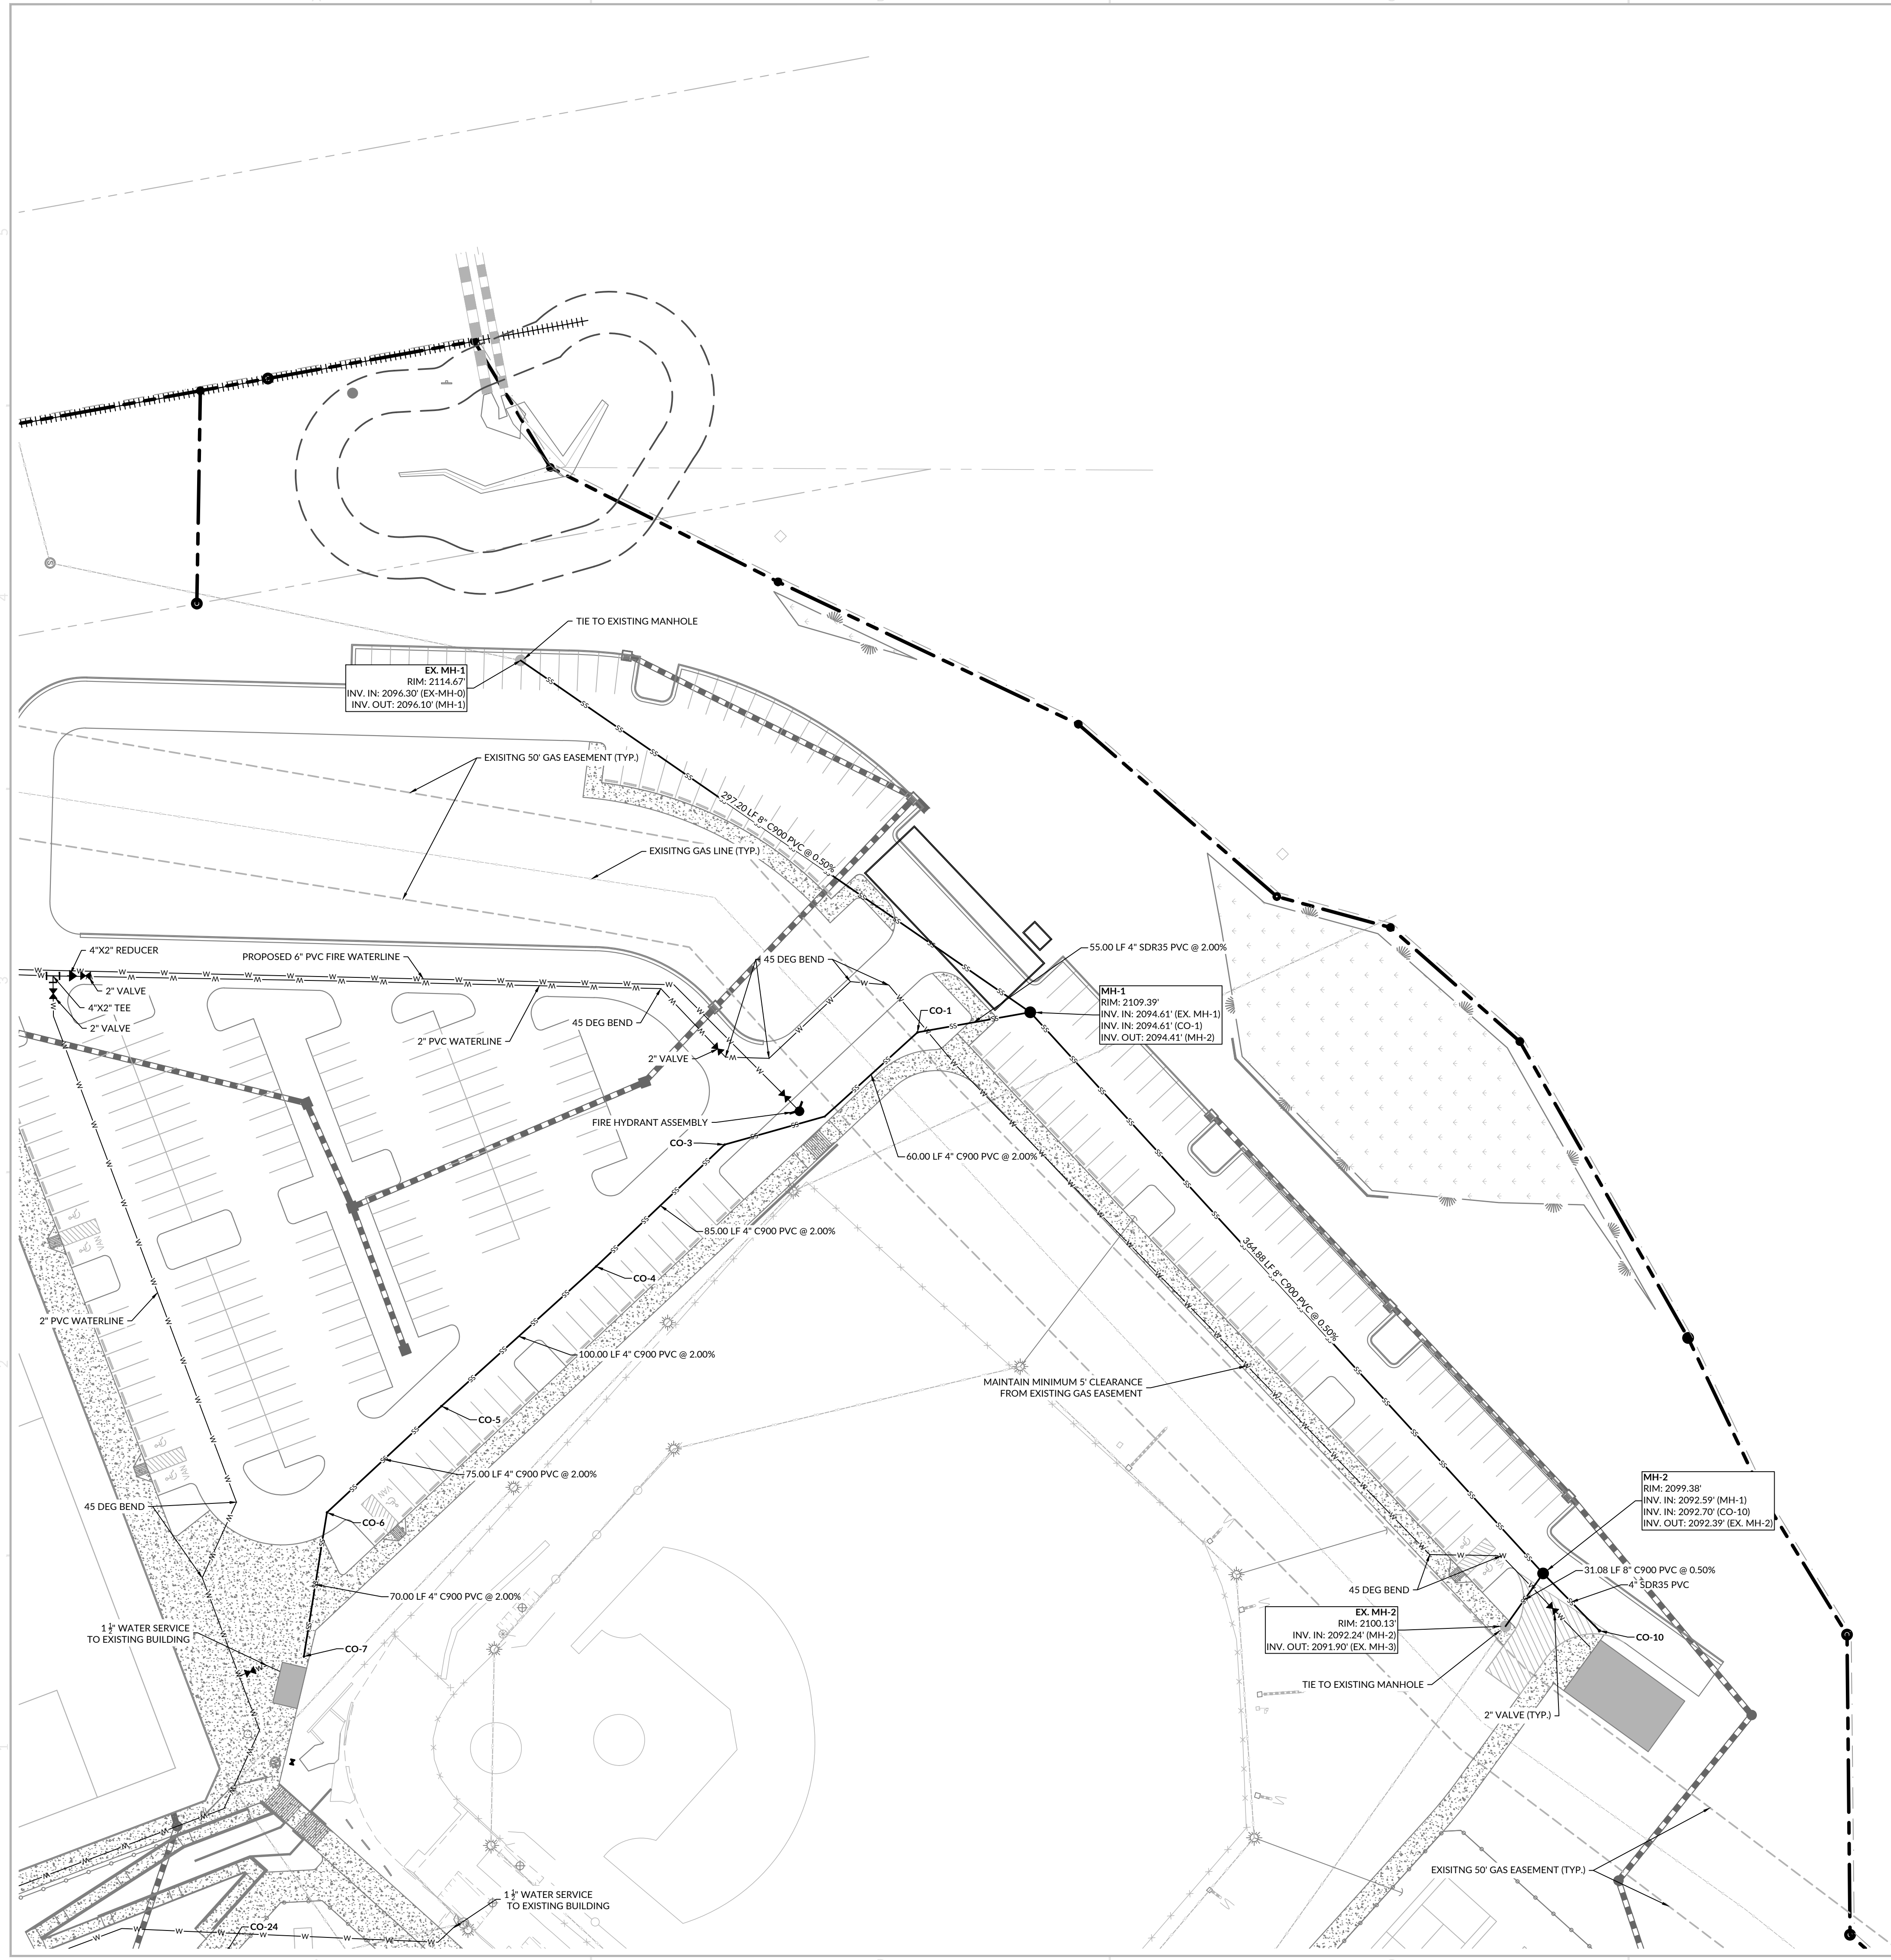 TIE TO EXISTING MANHOLE
EX. MH-1
RIM: 2114.67'
INV. IN: 2096.30' (EX-MH-0)
INV. OUT: 2096.10' (MH-1)
EXISITNG 50' GAS EASEMENT (TYP.)
297.20 LF 8" C900 PVC @ 0.50%
EXISITNG GAS LINE (TYP.)
4"X2" REDUCER
PROPOSED 6" PVC FIRE WATERLINE
45 DEG BEND
55.00 LF 4" SDR35 PVC @ 2.00%
2" VALVE
4"X2" TEE
2" VALVE
MH-1
RIM: 2109.39'
INV. IN: 2094.61' (EX. MH-1)
INV. IN: 2094.61' (CO-1)
INV. OUT: 2094.41' (MH-2)
CO-1
45 DEG BEND
2" PVC WATERLINE
2" VALVE
FIRE HYDRANT ASSEMBLY
CO-3
60.00 LF 4" C900 PVC @ 2.00%
85.00 LF 4" C900 PVC @ 2.00%
364.88 LF 8" C900 PVC @ 0.50%
CO-4
2" PVC WATERLINE
100.00 LF 4" C900 PVC @ 2.00%
MAINTAIN MINIMUM 5' CLEARANCE
FROM EXISTING GAS EASEMENT
CO-5
75.00 LF 4" C900 PVC @ 2.00%
MH-2
RIM: 2099.38'
INV. IN: 2092.59' (MH-1)
INV. IN: 2092.70' (CO-10)
INV. OUT: 2092.39' (EX. MH-2)
45 DEG BEND
CO-6
VAN
VAN
VAN
31.08 LF 8" C900 PVC @ 0.50%
4" SDR35 PVC
45 DEG BEND
70.00 LF 4" C900 PVC @ 2.00%
EX. MH-2
RIM: 2100.13'
INV. IN: 2092.24' (MH-2)
INV. OUT: 2091.90' (EX. MH-3)
1 ½" WATER SERVICE
TO EXISTING BUILDING
CO-7
CO-10
TIE TO EXISTING MANHOLE
2" VALVE (TYP.)
EXISITNG 50' GAS EASEMENT (TYP.)
1 ½" WATER SERVICE
TO EXISTING BUILDING
CO-24